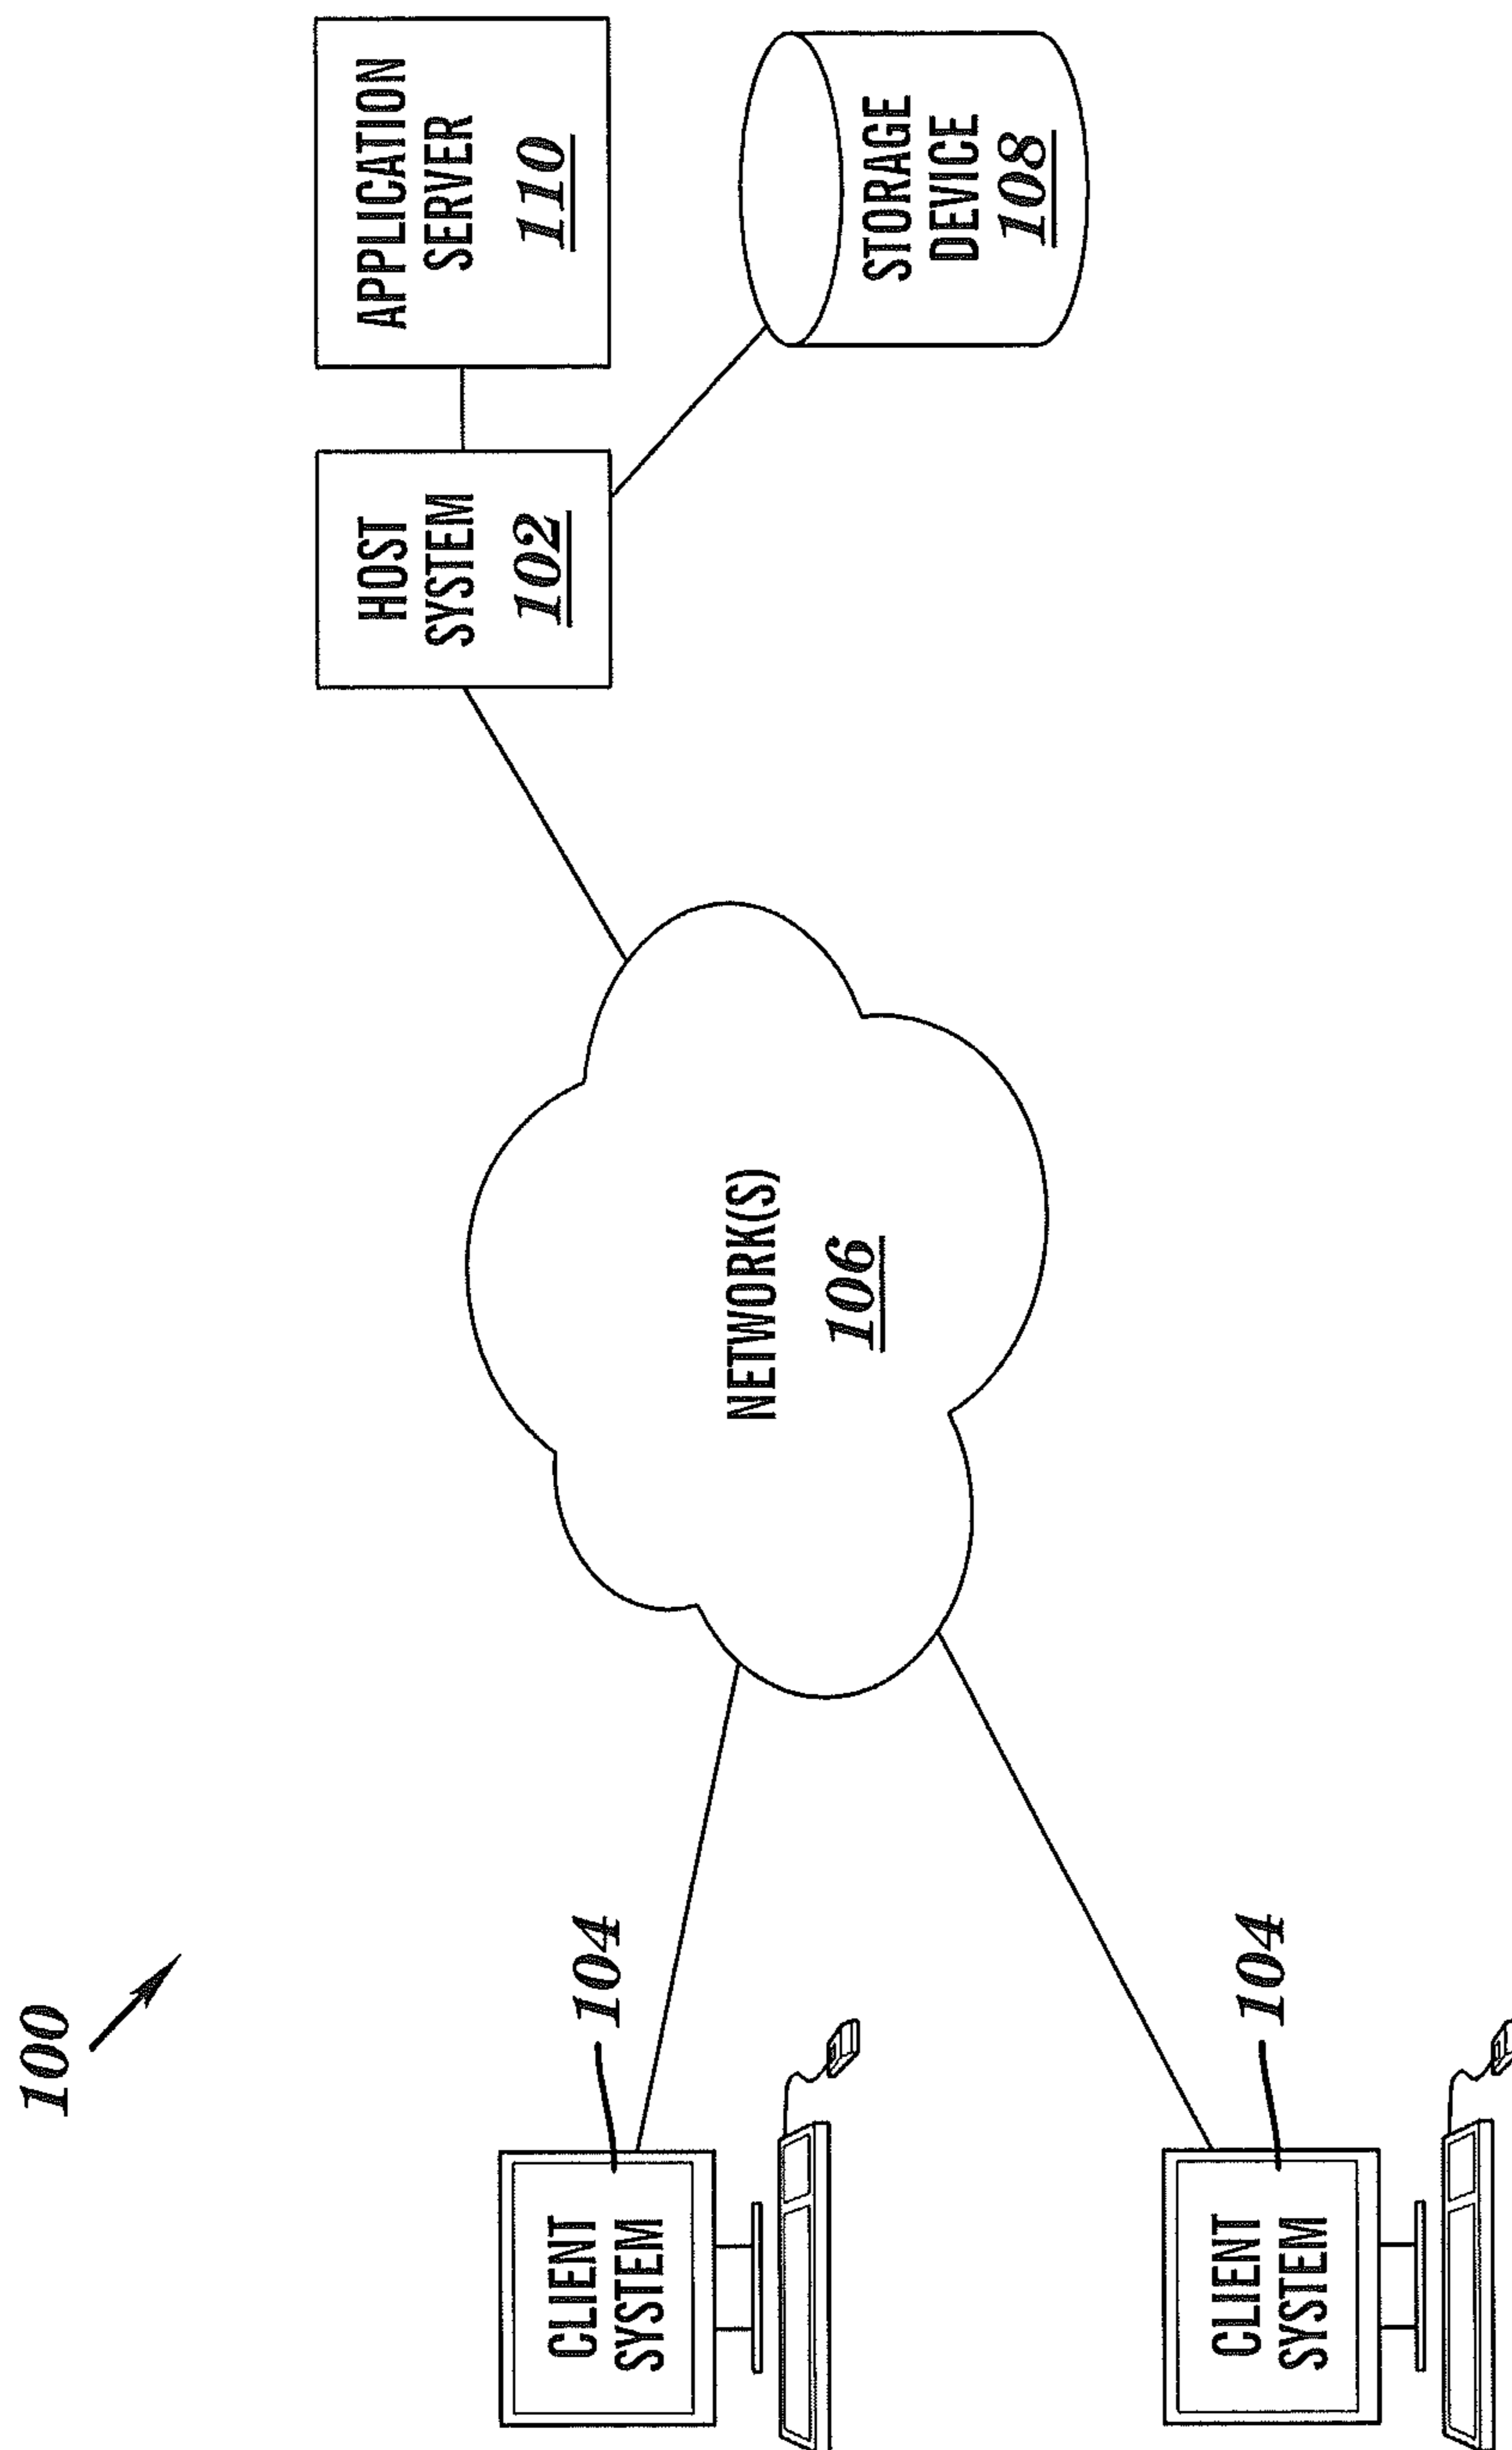 100
CLIENT
SYSTEM
104
CLIENT
SYSTEM
104
NETWORK(S)
106
HOST
SYSTEM
102
APPLICATION
SERVER
110
STORAGE
DEVICE
108